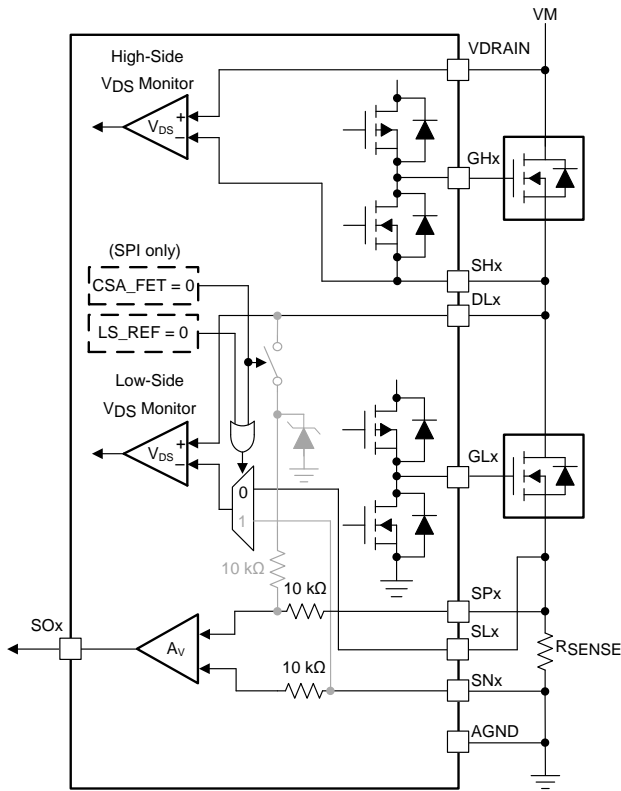 VM
VDRAIN
High-Side
VDS Monitor
+
VDS
−
GHx
(SPI only)
SHx
CSA_FET = 0
DLx
LS_REF = 0
Low-Side
VDS Monitor
+
VDS
−
GLx
0
1
10 kΩ
10 kΩ
SPx
SOx
AV
SLx
RSENSE
10 kΩ
SNx
AGND